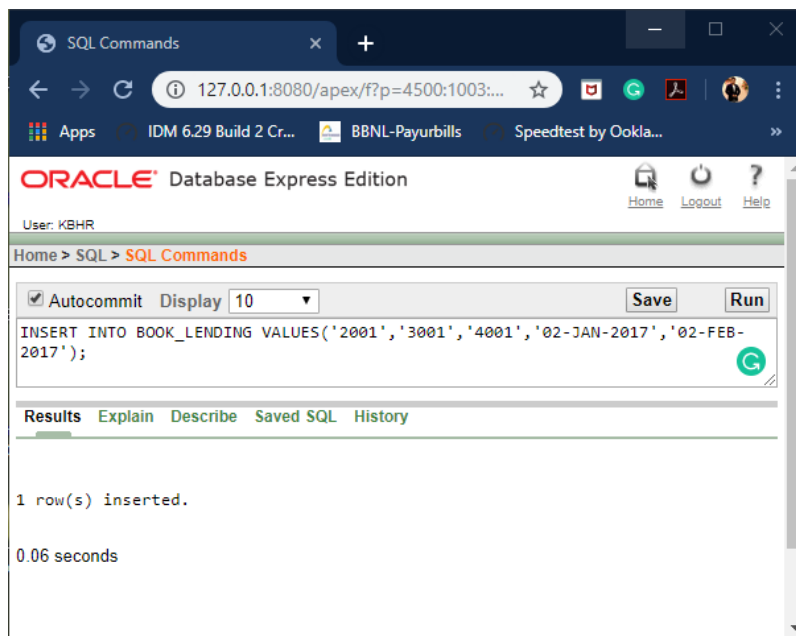 SQL Commands
127.0.0.1:8080/apex/f?p=4500:1003:...
Apps IDM 6.29 Build 2 Cr... BBNL-Payurbills Speedtest by Ookla...
ORACLE Database Express Edition
Home Logout Help
User: KBHR
Home > SQL > SQL Commands
Autocommit Display 10 Save Run
INSERT INTO BOOK_LENDING VALUES('2001','3001','4001','02-JAN-2017','02-FEB-
2017');
Results Explain Describe Saved SQL History
1 row(s) inserted.
0.06 seconds